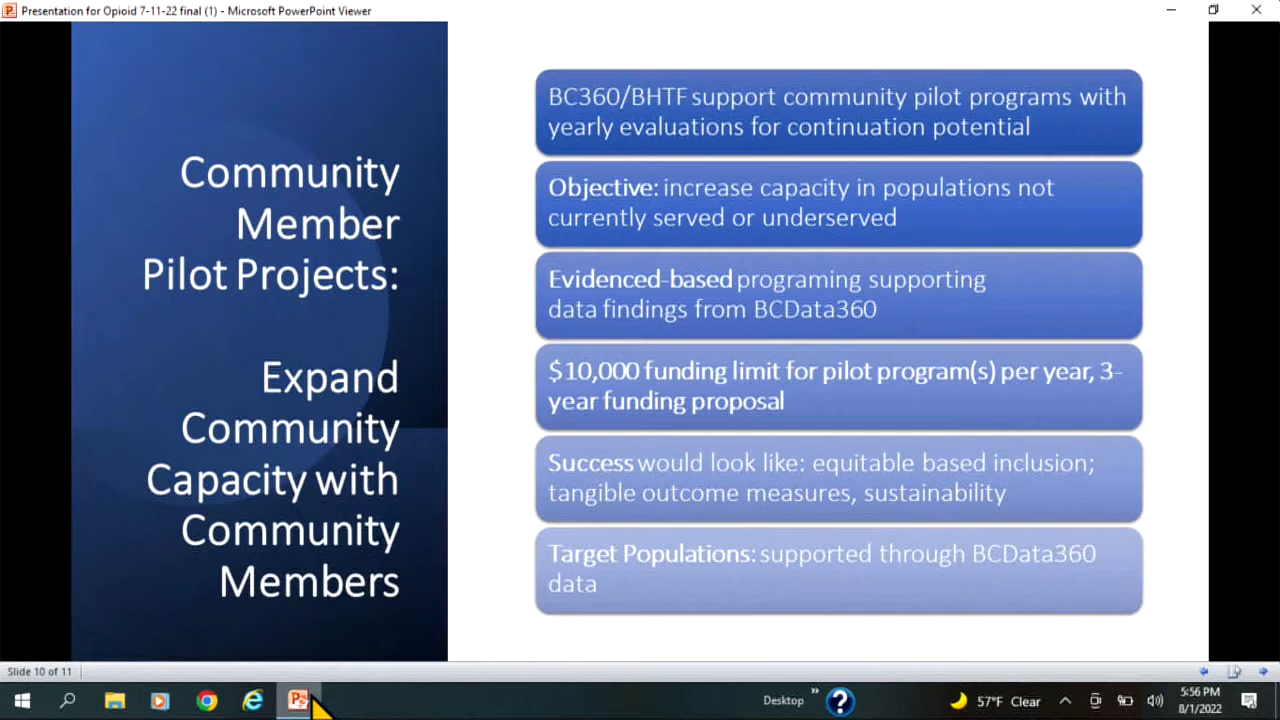 Presentation for Opioid 7-11-22 final (1) - Microsoft PowerPoint Viewer
Community
Member
Pilot Projects:
Expand
Community
Capacity with
Community
Members
BC360/BHTF support community pilot programs with
yearly evaluations for continuation potential
Objective: increase capacity in populations not
currently served or underserved
Evidenced-based programing supporting
data findings from BCData360
$10,000 funding limit for pilot program(s) per year, 3-
year funding proposal
Success would look like: equitable based inclusion;
tangible outcome measures, sustainability
Target Populations: supported through BCData360
data
Slide 10 of 11
Desktop
57°F Clear
5:56 PM
8/1/2022